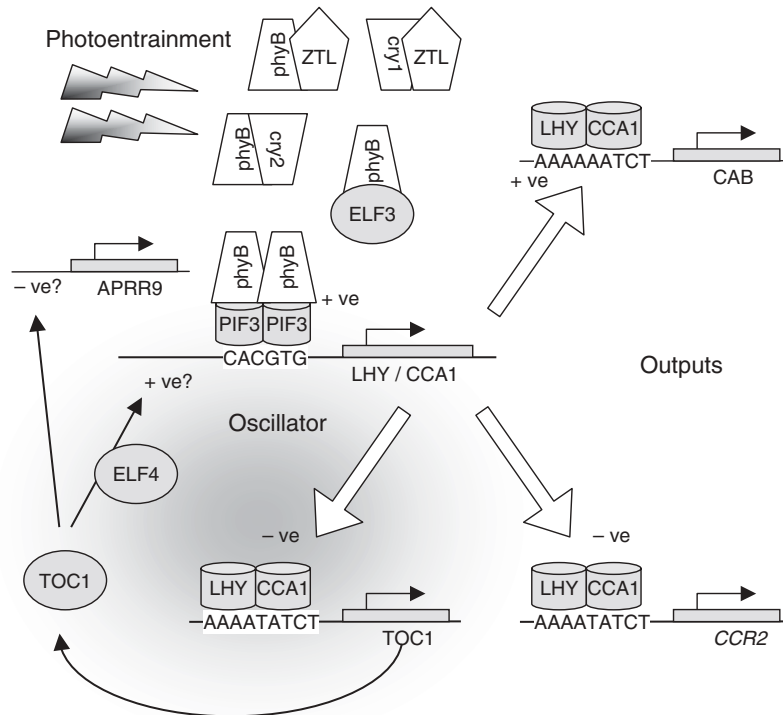 Photoentrainment
phyB
ZTL
cry1
ZTL
phyB
cry2
phyB
ELF3
LHY CCA1
AAAAAATCT
+ ve
CAB
– ve?
APRR9
phyB
phyB
+ ve
PIF3 PIF3
CACGTG
LHY / CCA1
Outputs
+ ve?
Oscillator
ELF4
– ve
– ve
TOC1
LHY CCA1
AAAATATCT
TOC1
LHY CCA1
AAAATATCT
CCR2